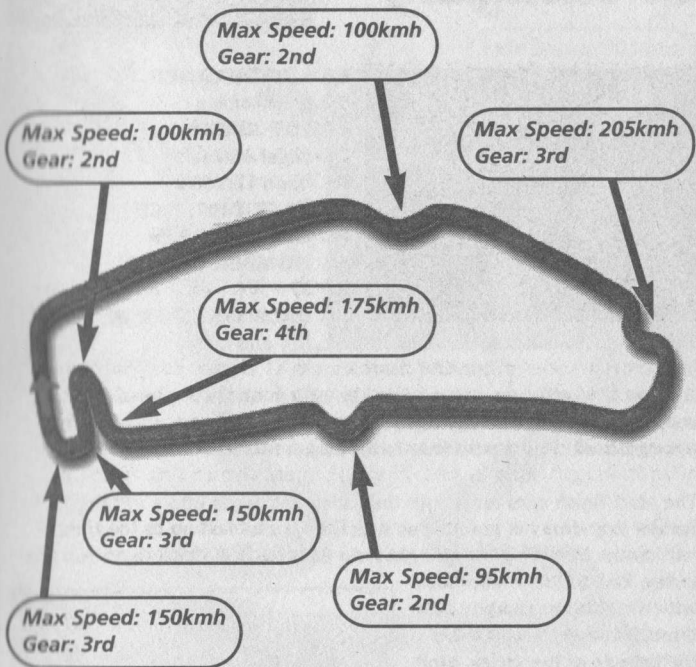 Max Speed: 100kmh
Gear: 2nd
Max Speed: 100kmh
Gear: 2nd
Max Speed: 205kmh
Gear: 3rd
Max Speed: 175kmh
Gear: 4th
Max Speed: 150kmh
Gear: 3rd
Max Speed: 95kmh
Gear: 2nd
Max Speed: 150kmh
Gear: 3rd